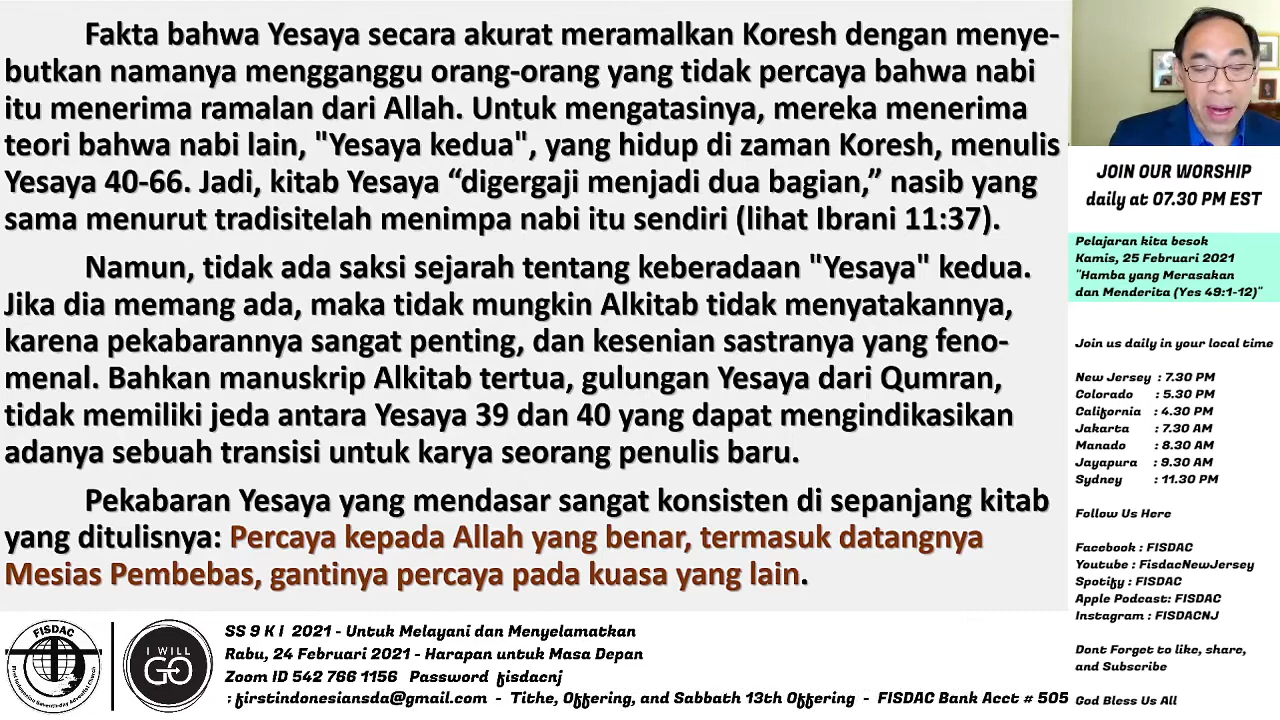 Fakta bahwa Yesaya secara akurat meramalkan Koresh dengan menye-
butkan namanya mengganggu orang-orang yang tidak percaya bahwa nabi
itu menerima ramalan dari Allah. Untuk mengatasinya, mereka menerima
teori bahwa nabi lain, "Yesaya kedua", yang hidup di zaman Koresh, menulis
Yesaya 40-66. Jadi, kitab Yesaya “digergaji menjadi dua bagian,” nasib yang
sama menurut tradisitelah menimpa nabi itu sendiri (lihat Ibrani 11:37).
Namun, tidak ada saksi sejarah tentang keberadaan "Yesaya" kedua.
Jika dia memang ada, maka tidak mungkin Alkitab tidak menyatakannya,
karena pekabarannya sangat penting, dan kesenian sastranya yang feno-
menal. Bahkan manuskrip Alkitab tertua, gulungan Yesaya dari Qumran,
tidak memiliki jeda antara Yesaya 39 dan 40 yang dapat mengindikasikan
adanya sebuah transisi untuk karya seorang penulis baru.
Pekabaran Yesaya yang mendasar sangat konsisten di sepanjang kitab
yang ditulisnya: Percaya kepada Allah yang benar, termasuk datangnya
Mesias Pembebas, gantinya percaya pada kuasa yang lain.
JOIN OUR WORSHIP
daily at 07.30 PM EST
Pelajaran kita besok
Kamis, 25 Februari 2021
"Hamba yang Merasakan
dan Menderita (Yes 49:1-12)"
Join us daily in your local time
New Jersey : 7.30 PM
Colorado : 5.30 PM
California : 4.30 PM
Jakarta : 7.30 AM
Manado : 8.30 AM
Jayapura : 9.30 AM
Sydney : 11.30 PM
Follow Us Here
Facebook : FISDAC
Youtube : FisdacNewJersey
Spotify : FISDAC
Apple Podcast: FISDAC
Instagram : FISDACNJ
Dont Forget to like, share,
and Subscribe
God Bless Us All
FISDAC
First Indonesian Seventh-day Adventist Church
I WILL
GO
SS 9 K I 2021 - Untuk Melayani dan Menyelamatkan
Rabu, 24 Februari 2021 - Harapan untuk Masa Depan
Zoom ID 542 766 1156 Password fisdacnj
: firstindonesiansda@gmail.com - Tithe, Offering, and Sabbath 13th Offering - FISDAC Bank Acct # 505